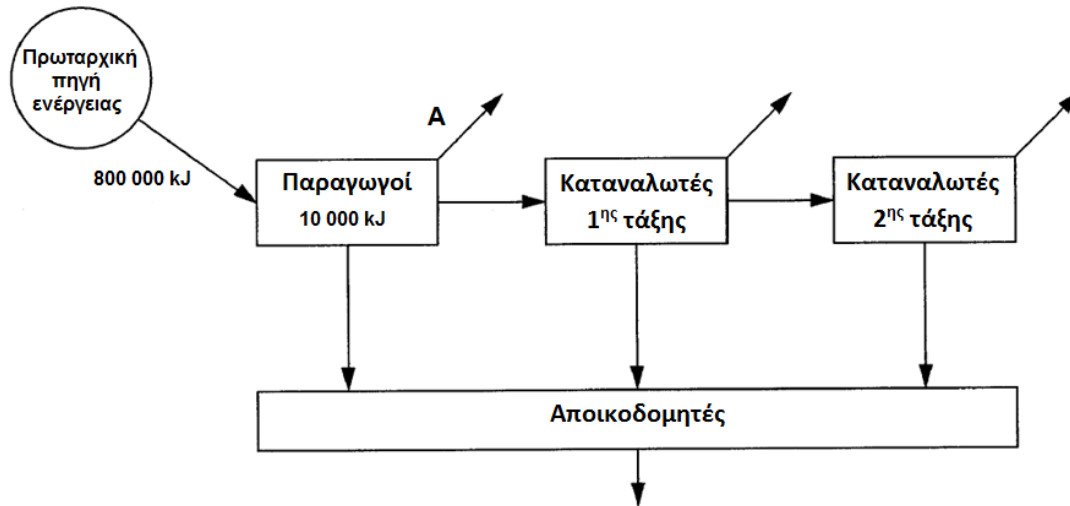 Πρωταρχική
πηγή
ενέργειας
800 000 kJ
A
Παραγωγοί
10 000 kJ
Καταναλωτές
1ης τάξης
Καταναλωτές
2ης τάξης
Αποικοδομητές